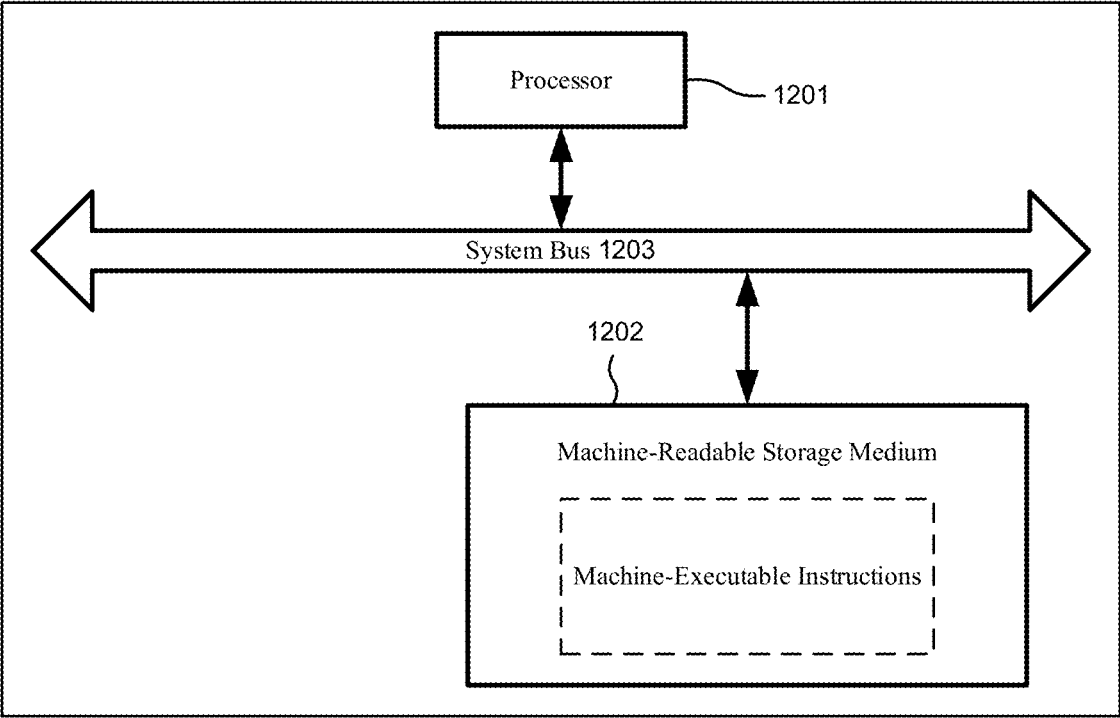 Processor
1201
System Bus 1203
1202
Machine-Readable Storage Medium
Machine-Executable Instructions